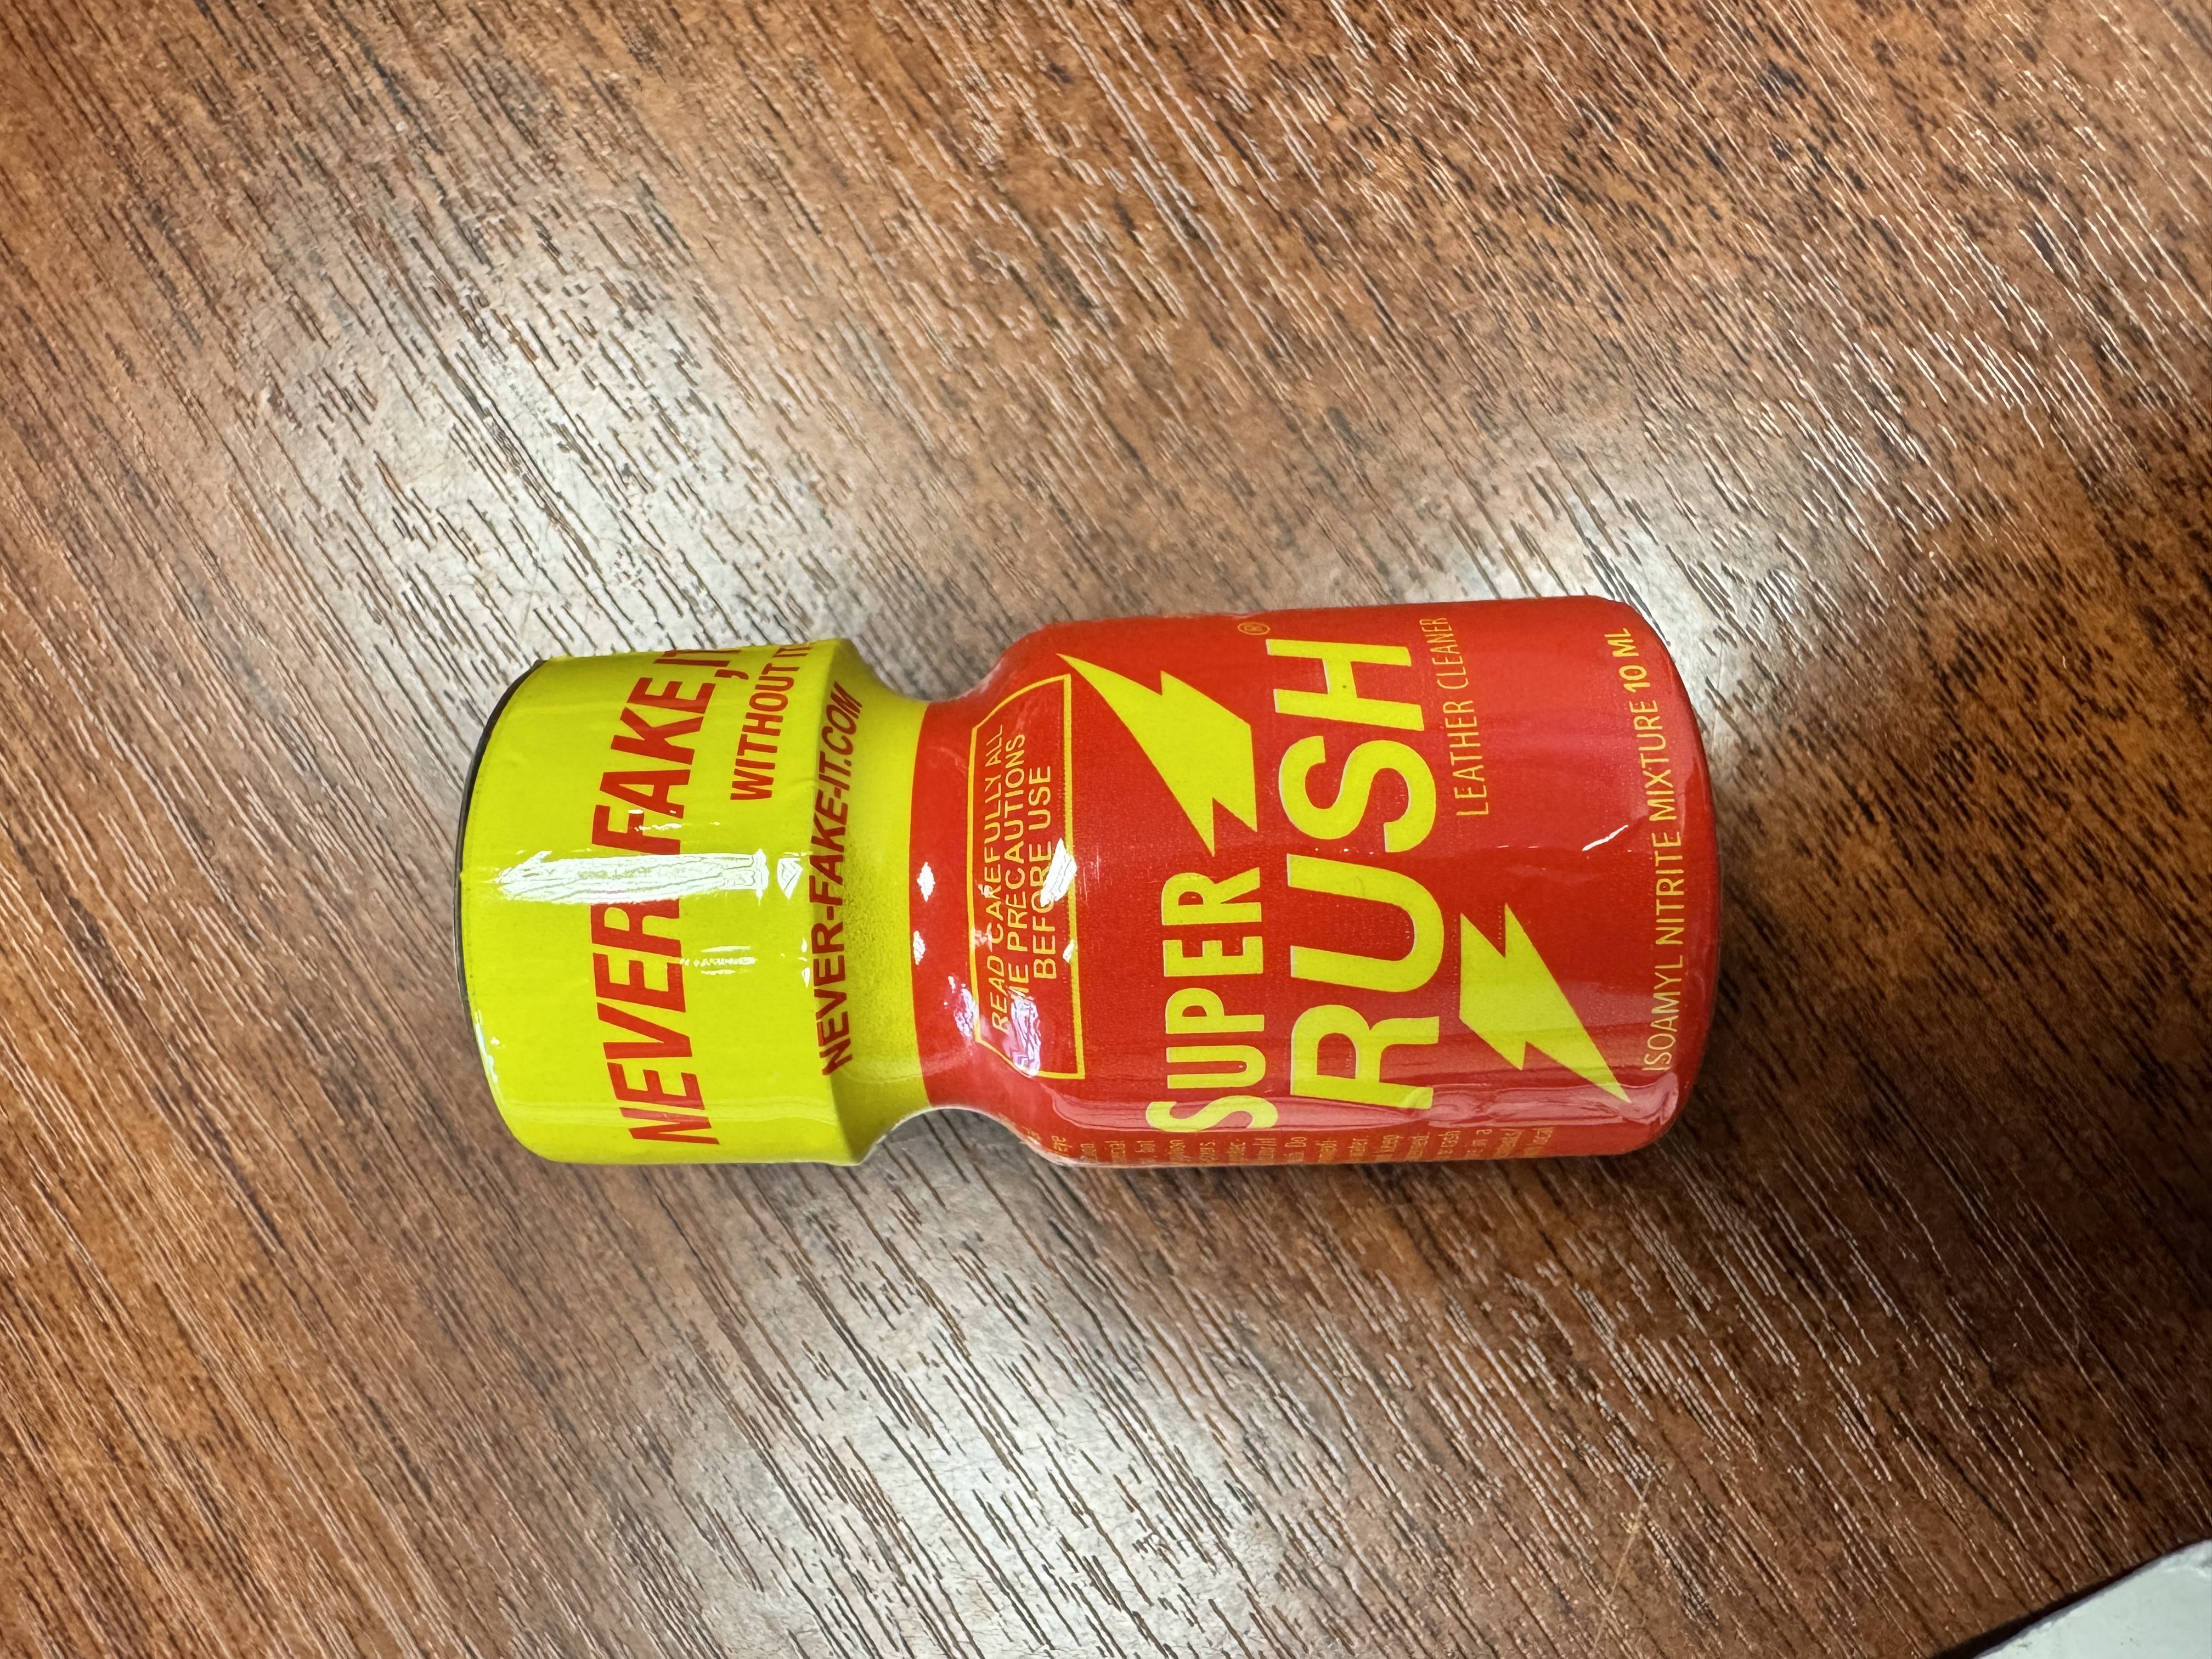 NEVER FAKE IT,
WITHOUT IT
NEVER-FAKE-IT.COM
READ CAREFULLY ALL
THE PRECAUTIONS
BEFORE USE
SUPER
RUSH®
LEATHER CLEANER
ISOAMYL NITRITE MIXTURE 10 ML